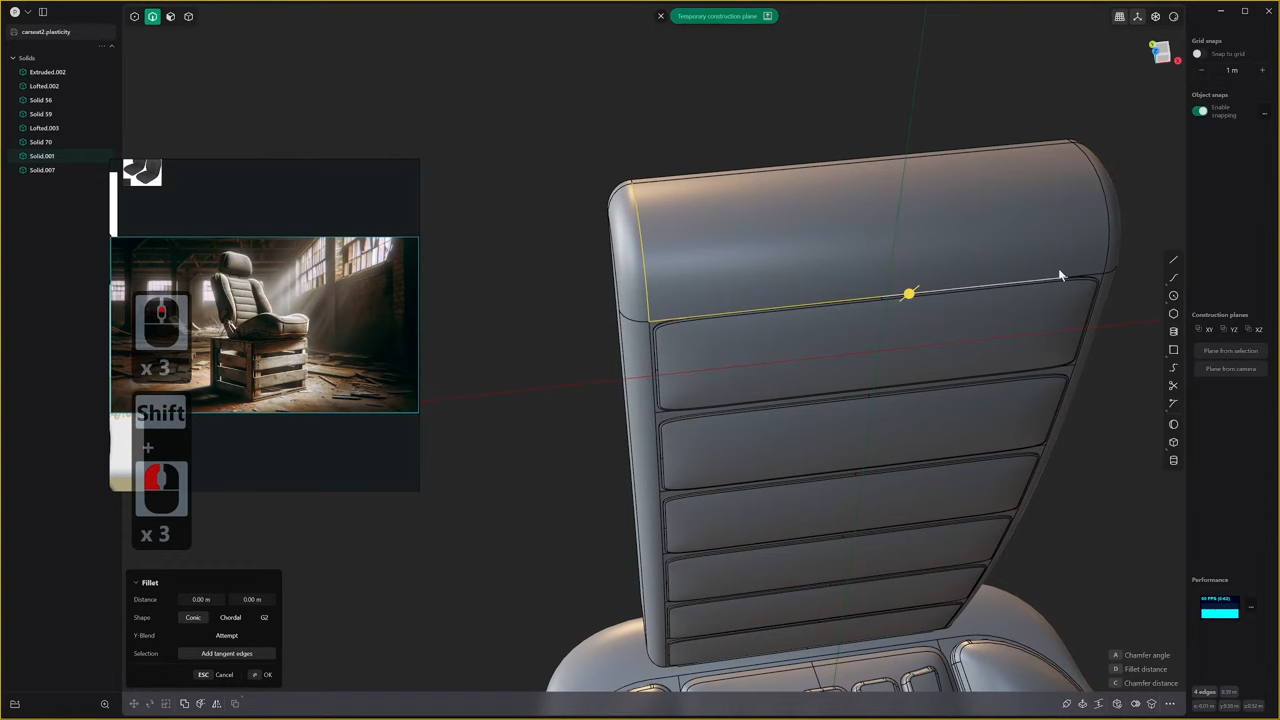 P
Temporary construction plane
carseat2.plasticity
...
Solids
Extruded.002
Lofted.002
Solid 56
Solid 59
Lofted.003
Solid 70
Solid.001
Solid.007
Y
Z
X
Grid snaps
Snap to grid
1 m
Object snaps
Enable
snapping
...
Construction planes
XY
YZ
XZ
Plane from selection
Plane from camera
x 3
Shift
+
x 3
Fillet
Distance
0.00 m
0.00 m
Shape
Conic
Chordal
G2
Y-Blend
Attempt
Selection
Add tangent edges
ESC
Cancel
OK
A
Chamfer angle
D
Fillet distance
C
Chamfer distance
Performance
...
4 edges